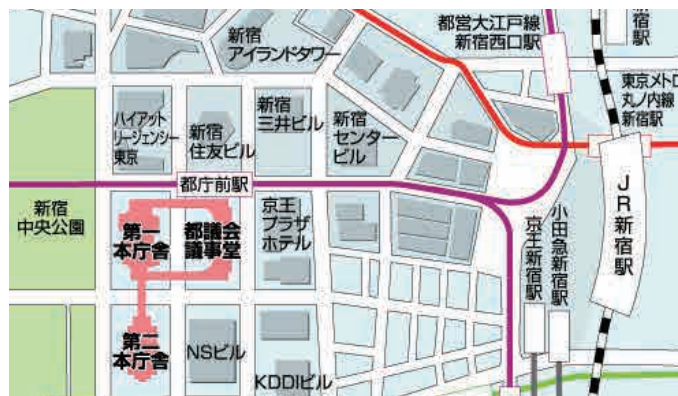 都営大江戸線
新宿西口駅
新宿駅
新宿
アイランドタワー
東京メトロ
丸ノ内線
新宿駅
ハイアット
リージェンシー
東京
新宿
住友ビル
新宿
三井ビル
新宿
センター
ビル
都庁前駅
JR新宿駅
新宿
中央公園
第一
本庁舎
都議会
議事堂
京王
プラザ
ホテル
小田急新宿駅
京王新宿駅
第二
本庁舎
NSビル
KDDIビル